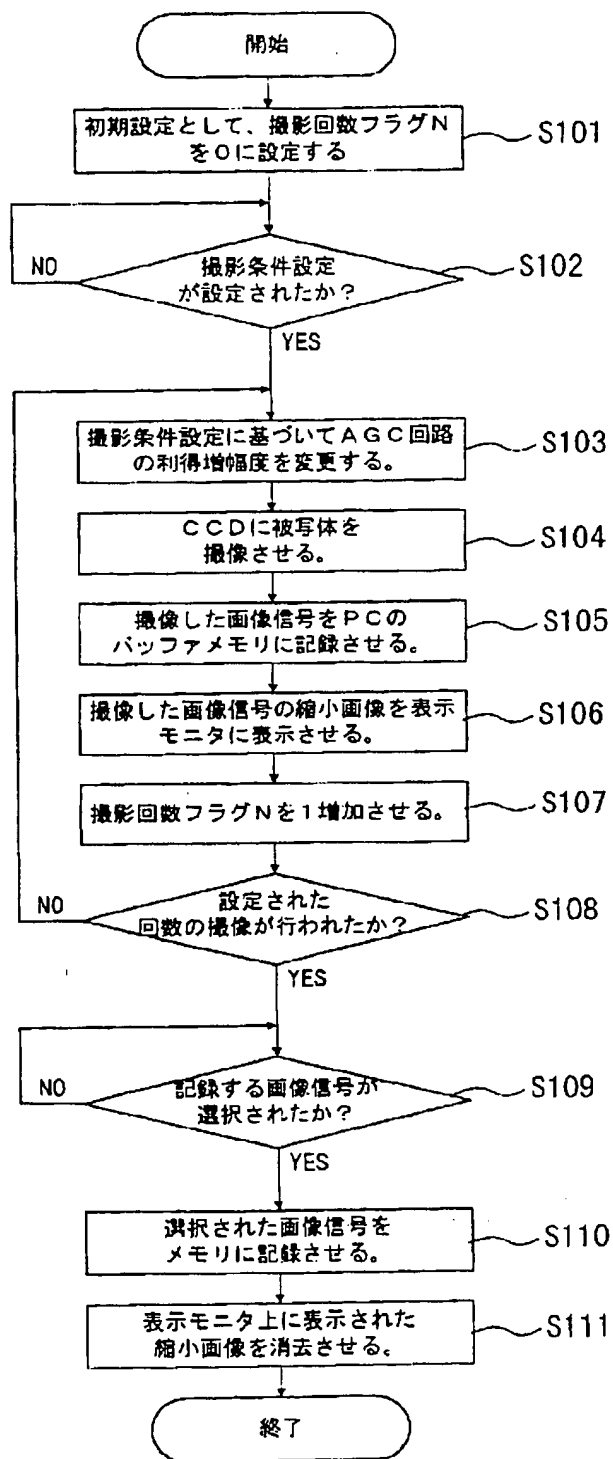 開始
初期設定として、撮影回数フラグN
を0に設定する
S101
撮影条件設定
が設定されたか?
S102
NO
YES
撮影条件設定に基づいてAGC回路
の利得増幅度を変更する。
S103
CCDに被写体を
撮像させる。
S104
撮像した画像信号をPCの
バッファメモリに記録させる。
S105
撮像した画像信号の縮小画像を表示
モニタに表示させる。
S106
撮影回数フラグNを1増加させる。
S107
設定された
回数の撮像が行われたか?
S108
NO
YES
記録する画像信号が
選択されたか?
S109
NO
YES
選択された画像信号を
メモリに記録させる。
S110
表示モニタ上に表示された
縮小画像を消去させる。
S111
終了